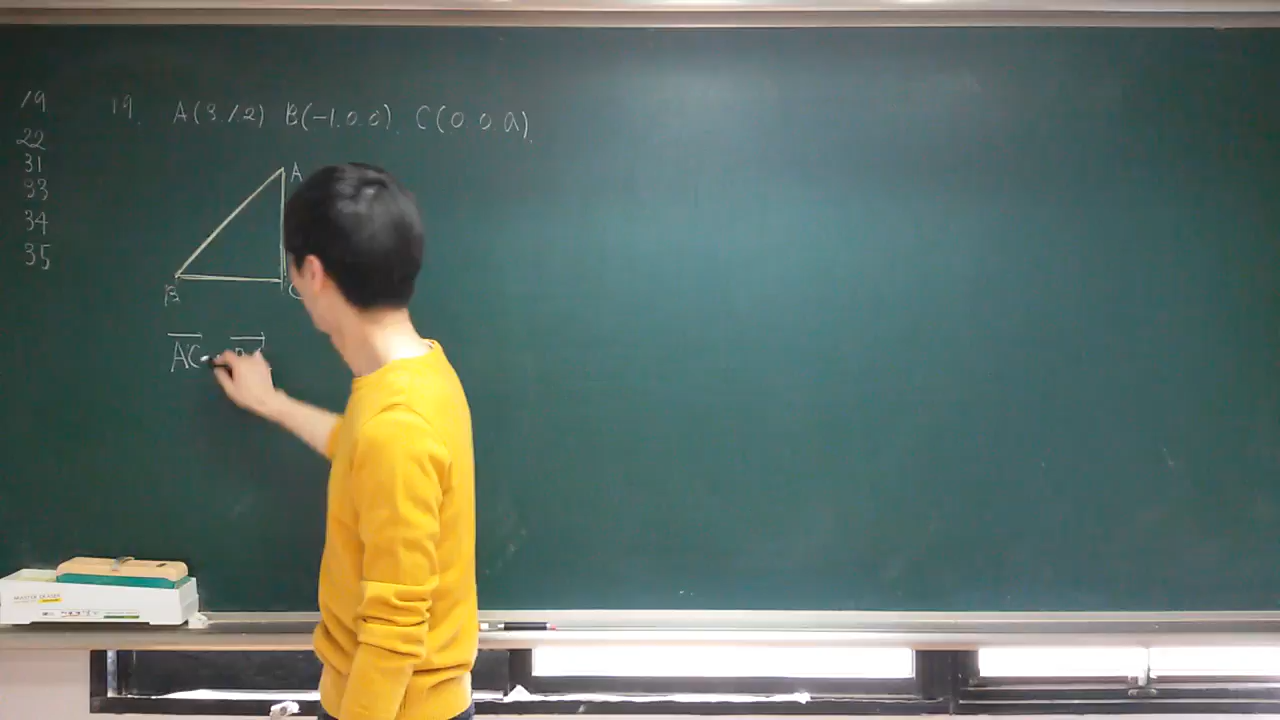 19
22
31
33
34
35
19. A(3.1.2) B(-1.0.0). C(0.0.a).
A
B
C
AC